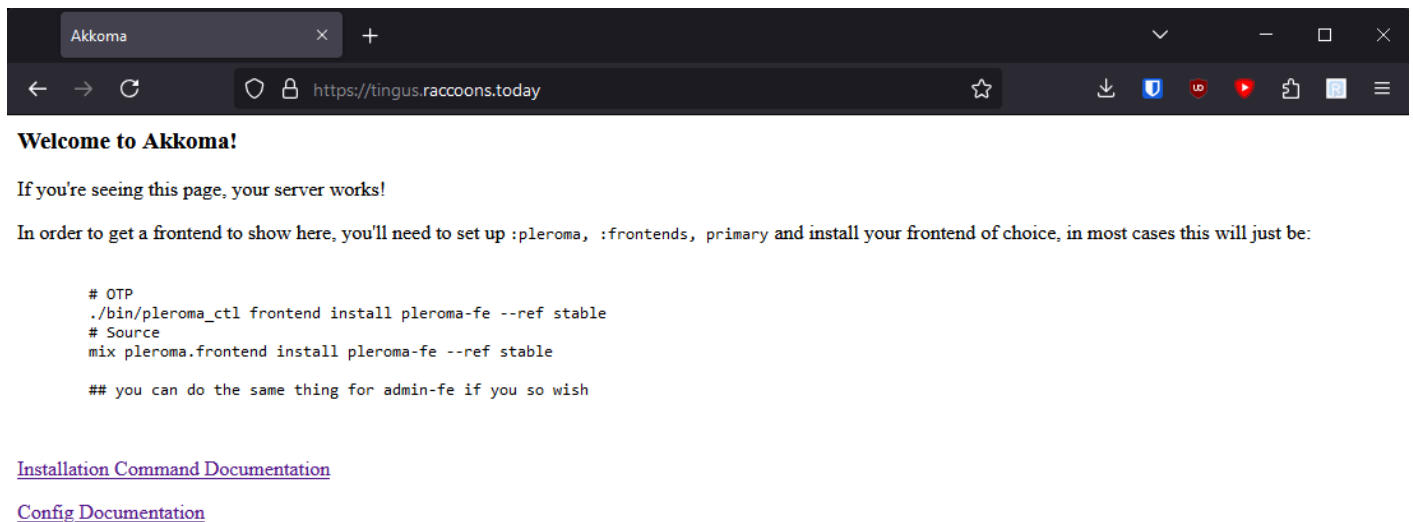 Akkoma
https://tingus.raccoons.today
Welcome to Akkoma!
If you're seeing this page, your server works!
In order to get a frontend to show here, you'll need to set up :pleroma, :frontends, primary and install your frontend of choice, in most cases this will just be:
# OTP
./bin/pleroma_ctl frontend install pleroma-fe --ref stable
# Source
mix pleroma.frontend install pleroma-fe --ref stable
## you can do the same thing for admin-fe if you so wish
Installation Command Documentation
Config Documentation